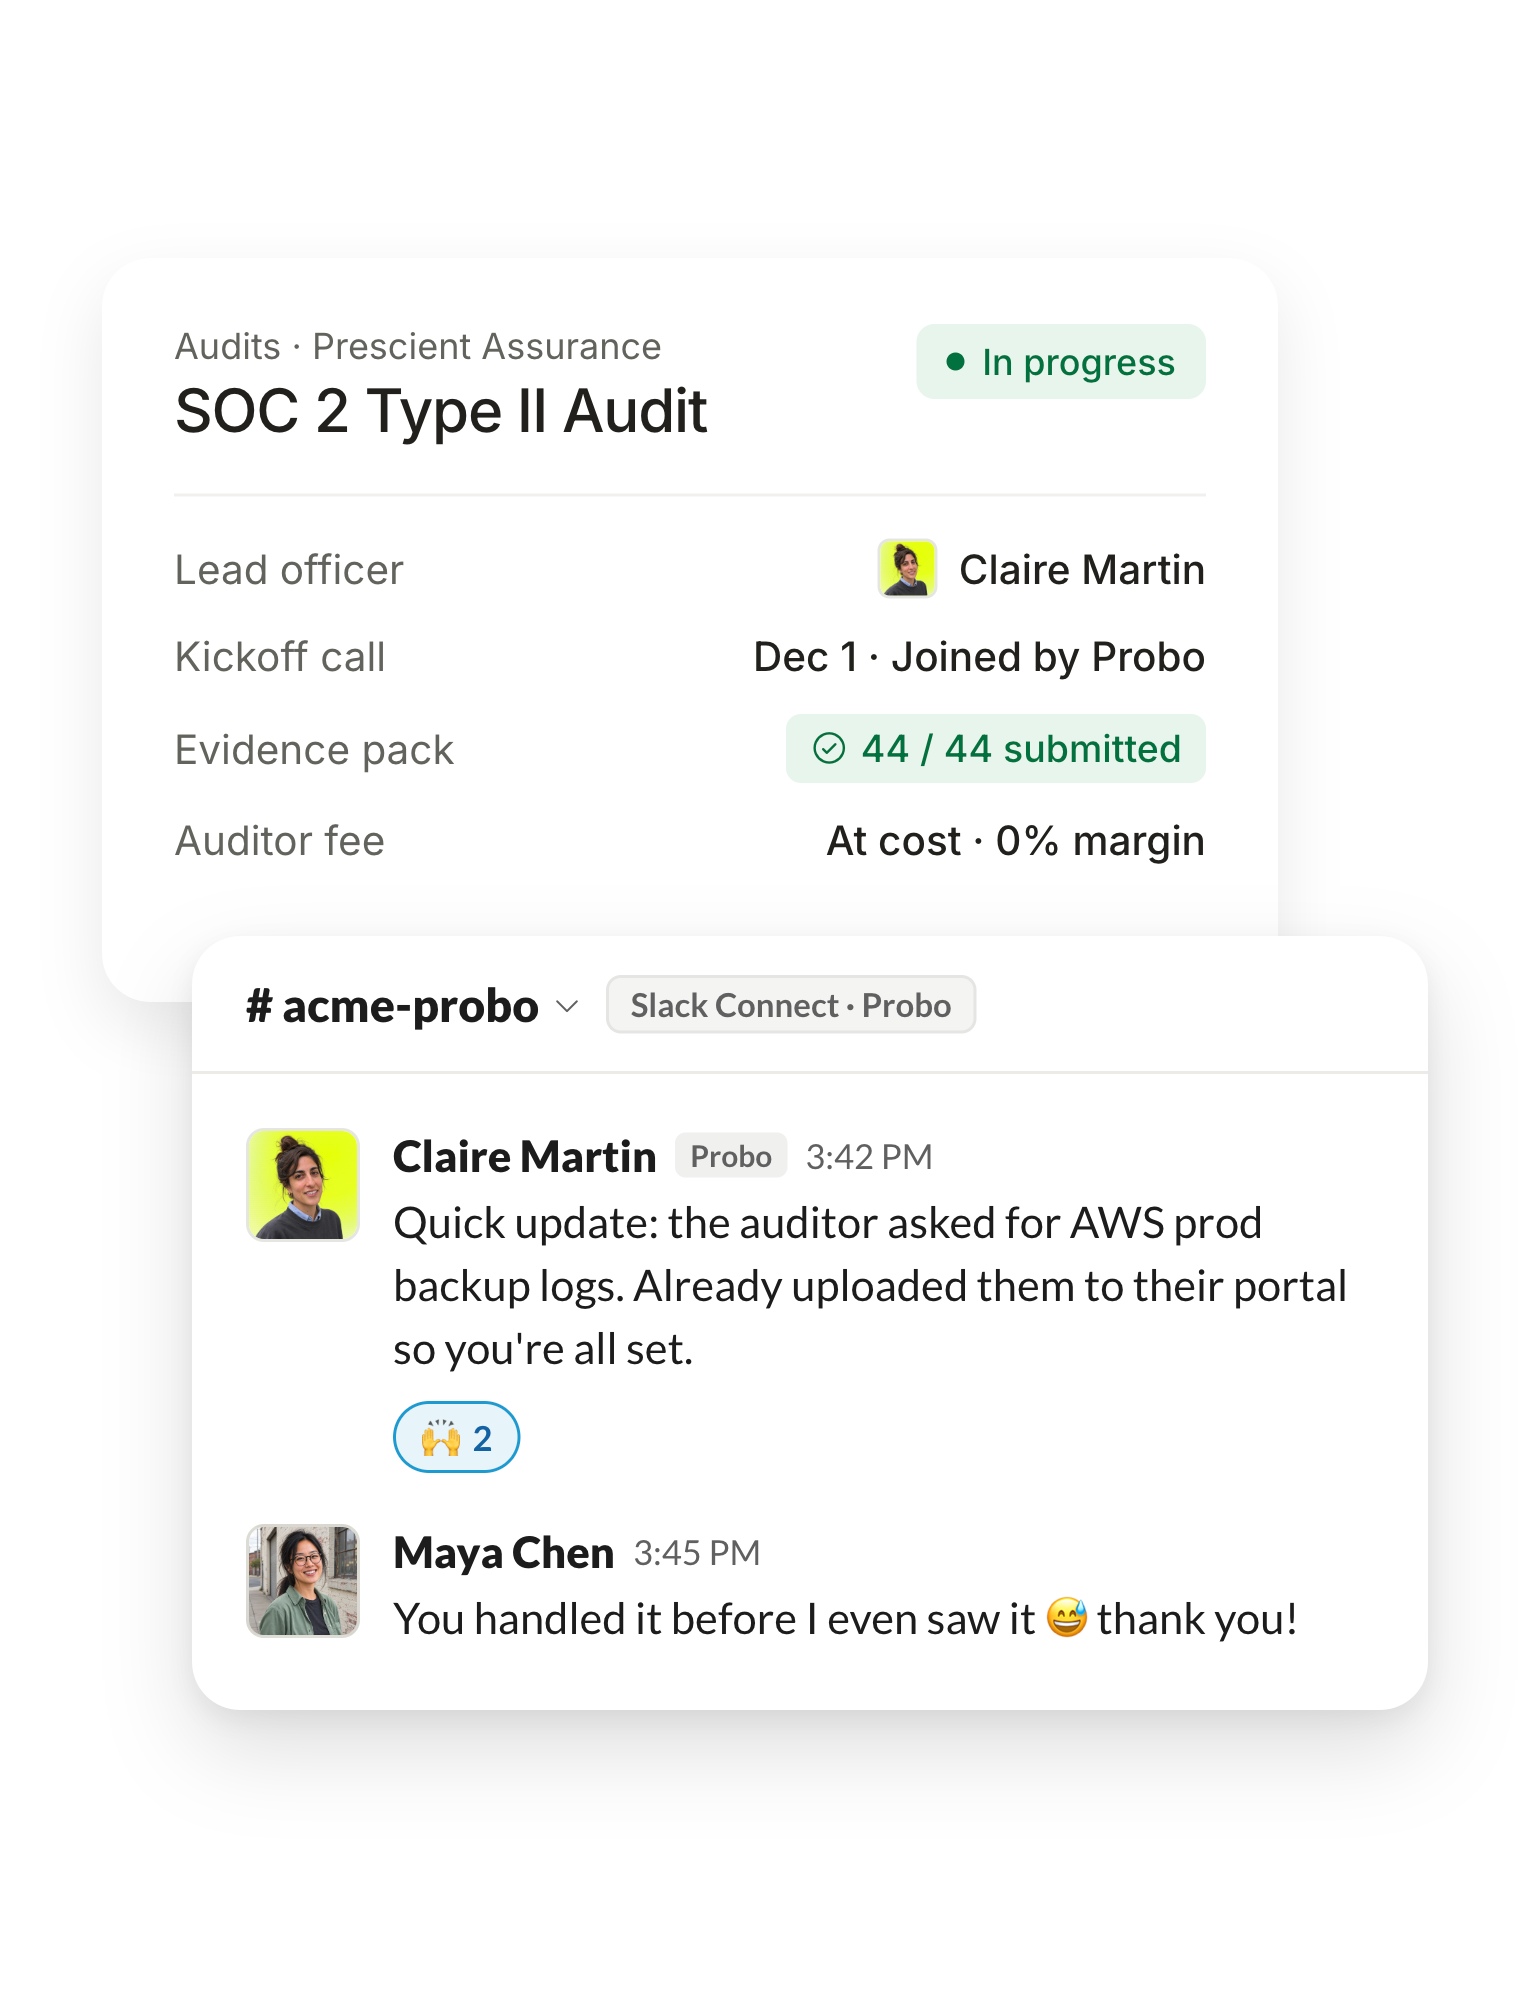 Audits · Prescient Assurance
In progress
SOC 2 Type II Audit
Lead officer
Claire Martin
Kickoff call
Dec 1 · Joined by Probo
Evidence pack
44 / 44 submitted
Auditor fee
At cost · 0% margin
# acme-probo
Slack Connect · Probo
Claire Martin Probo 3:42 PM
Quick update: the auditor asked for AWS prod
backup logs. Already uploaded them to their portal
so you're all set.
🙌 2
Maya Chen 3:45 PM
You handled it before I even saw it 😅 thank you!